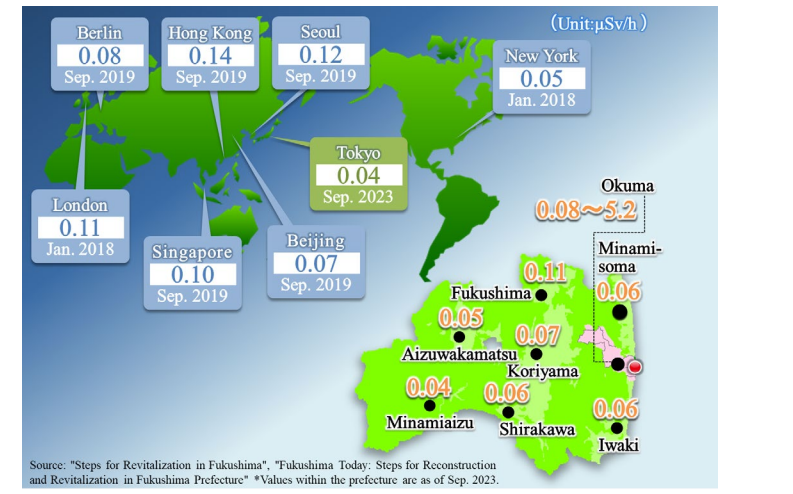 (Unit:μSv/h)
Berlin
0.08
Sep. 2019
Hong Kong
0.14
Sep. 2019
Seoul
0.12
Sep. 2019
New York
0.05
Jan. 2018
Tokyo
0.04
Sep. 2023
London
0.11
Jan. 2018
Singapore
0.10
Sep. 2019
Beijing
0.07
Sep. 2019
Okuma
0.08～5.2
Minami-
soma
0.06
0.11
Fukushima
0.05
Aizuwakamatsu
0.07
Koriyama
0.04
Minamiaizu
0.06
Shirakawa
0.06
Iwaki
Source: "Steps for Revitalization in Fukushima", "Fukushima Today: Steps for Reconstruction
and Revitalization in Fukushima Prefecture" *Values within the prefecture are as of Sep. 2023.